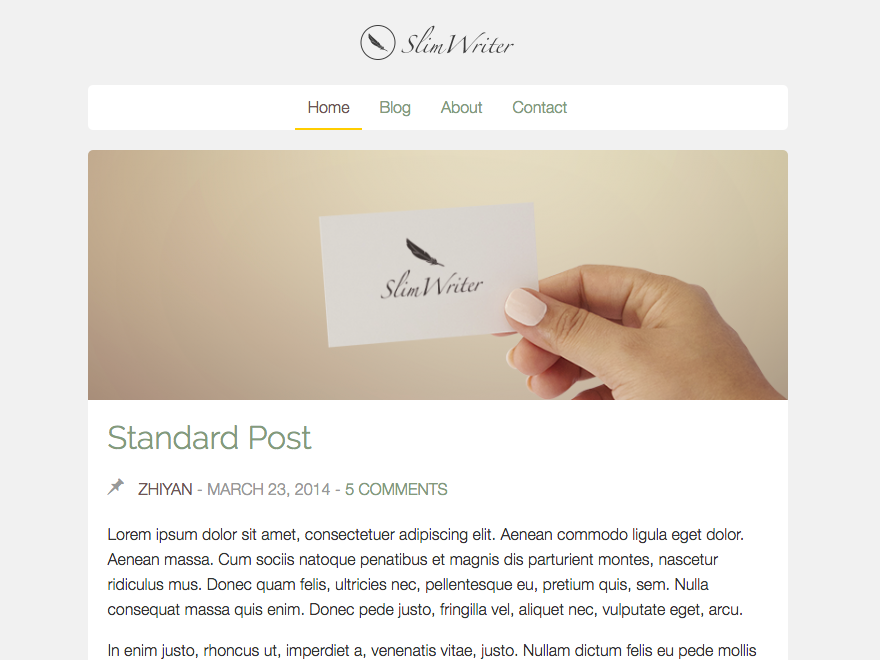 SlimWriter
Home Blog About Contact
SlimWriter
Standard Post
ZHIYAN - MARCH 23, 2014 - 5 COMMENTS
Lorem ipsum dolor sit amet, consectetuer adipiscing elit. Aenean commodo ligula eget dolor.
Aenean massa. Cum sociis natoque penatibus et magnis dis parturient montes, nascetur
ridiculus mus. Donec quam felis, ultricies nec, pellentesque eu, pretium quis, sem. Nulla
consequat massa quis enim. Donec pede justo, fringilla vel, aliquet nec, vulputate eget, arcu.
In enim justo, rhoncus ut, imperdiet a, venenatis vitae, justo. Nullam dictum felis eu pede mollis